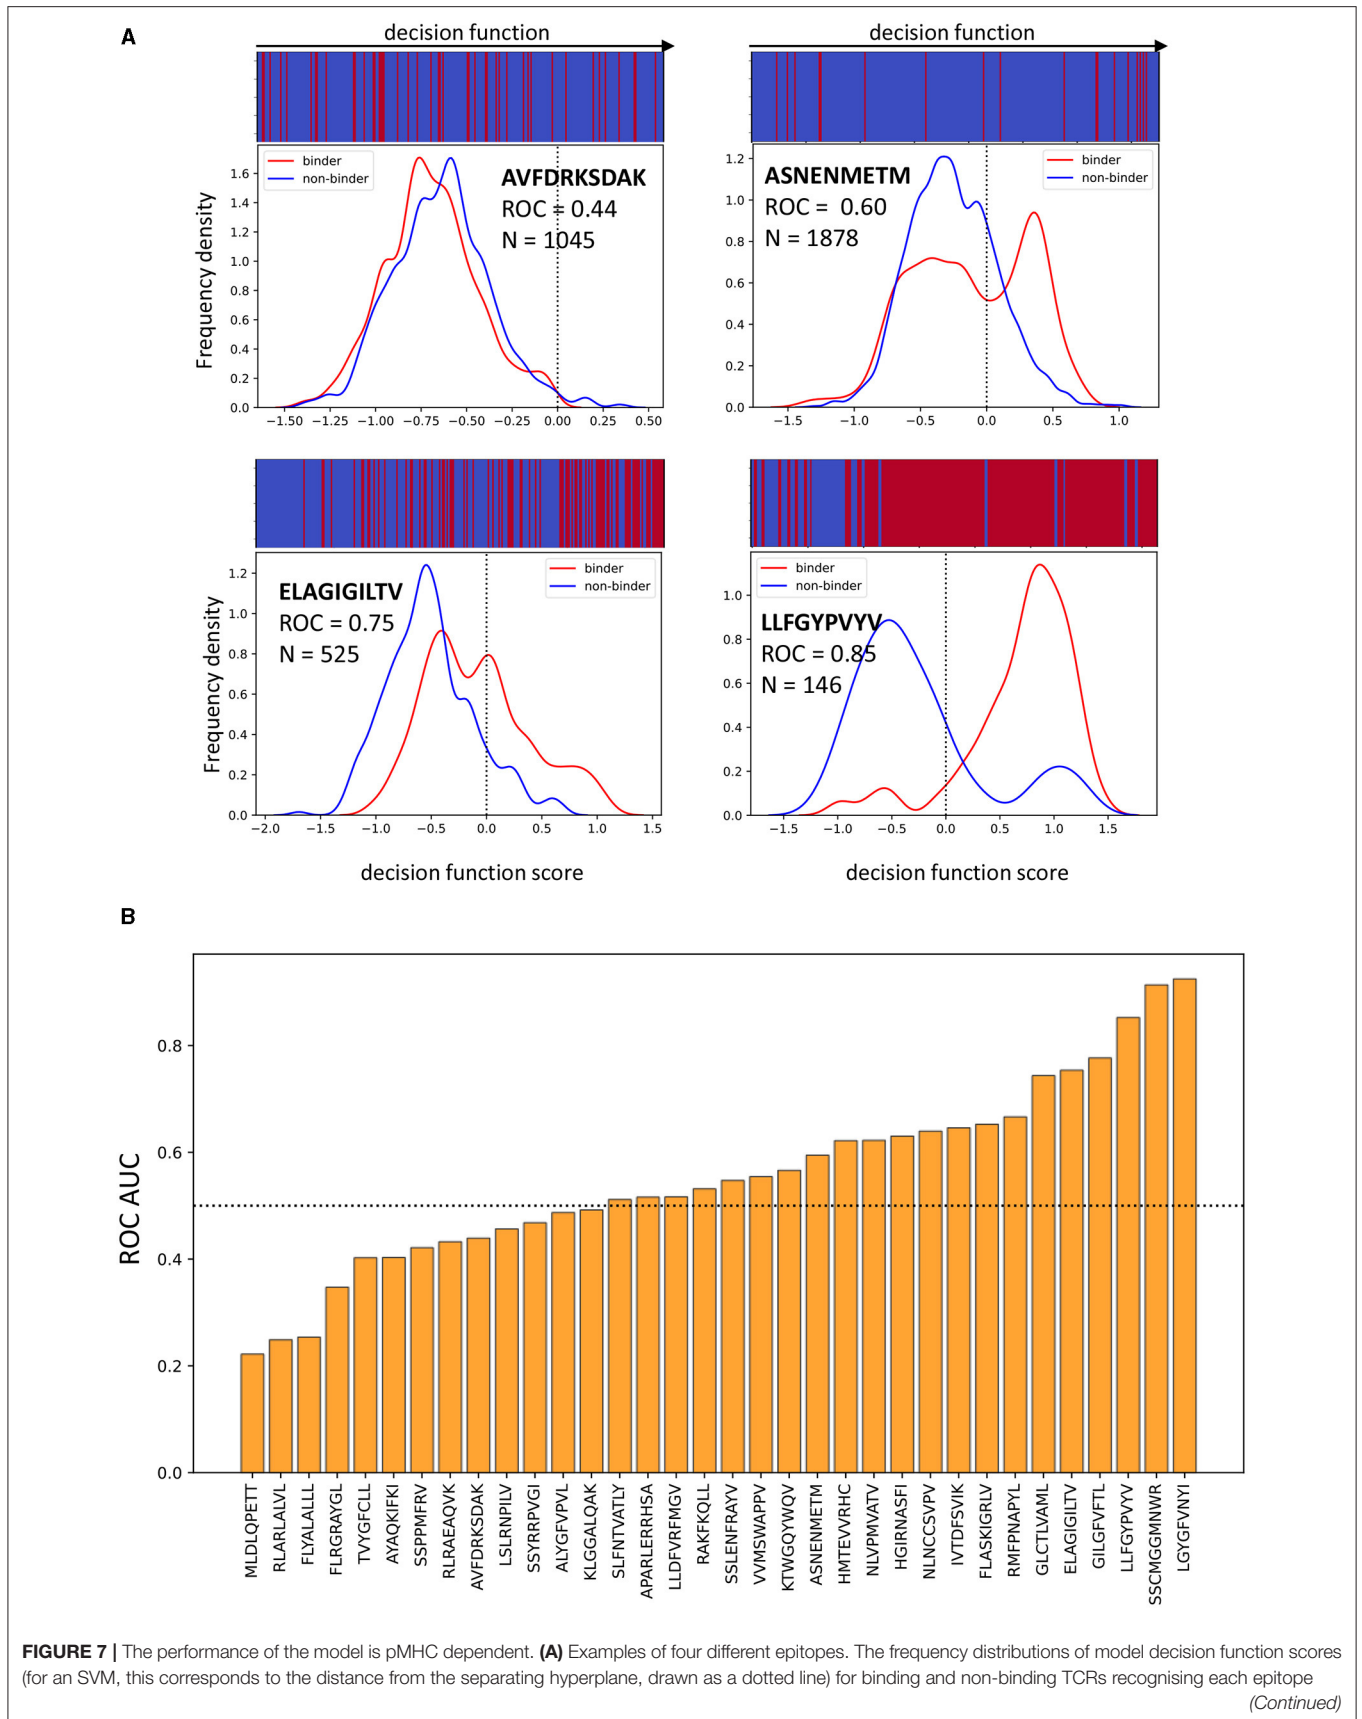 A
decision function
binder
non-binder
AVFDRKSDAK
ROC = 0.44
N = 1045
Frequency density
1.6
1.4
1.2
1.0
0.8
0.6
0.4
0.2
0.0
−1.50 −1.25 −1.00 −0.75 −0.50 −0.25 0.00 0.25 0.50
decision function
ASNENMETM
ROC = 0.60
N = 1878
binder
non-binder
1.2
1.0
0.8
0.6
0.4
0.2
0.0
−1.5 −1.0 −0.5 0.0 0.5 1.0
ELAGIGILTV
ROC = 0.75
N = 525
binder
non-binder
Frequency density
1.2
1.0
0.8
0.6
0.4
0.2
0.0
−2.0 −1.5 −1.0 −0.5 0.0 0.5 1.0 1.5
decision function score
binder
non-binder
LLFGYPVYV
ROC = 0.85
N = 146
1.0
0.8
0.6
0.4
0.2
0.0
−1.5 −1.0 −0.5 0.0 0.5 1.0 1.5
decision function score
B
ROC AUC
0.8
0.6
0.4
0.2
0.0
MLDLQPETT
RLARLALVL
FLYALALLL
FLRGRAYGL
TVYGFCLL
AYAQKIFKI
SSPPMFRV
RLRAEAQVK
AVFDRKSDAK
LSLRNPILV
SSYRRPVGI
ALYGFVPVL
KLGGALQAK
SLFNTVATLY
APARLERRHSA
LLDFVRFMGV
RAKFKQLL
SSLENFRAYV
VVMSWAPPV
KTWGQYWQV
ASNENMETM
HMTEVVRHC
NLVPMVATV
HGIRNASFI
NLNCCSVPV
IVTDFSVIK
FLASKIGRLV
RMFPNAPYL
GLCTLVAML
ELAGIGILTV
GILGFVFTL
LLFGYPVYV
SSCMGGMNWR
LGYGFVNYI
FIGURE 7 | The performance of the model is pMHC dependent. (A) Examples of four different epitopes. The frequency distributions of model decision function scores
(for an SVM, this corresponds to the distance from the separating hyperplane, drawn as a dotted line) for binding and non-binding TCRs recognising each epitope
(Continued)